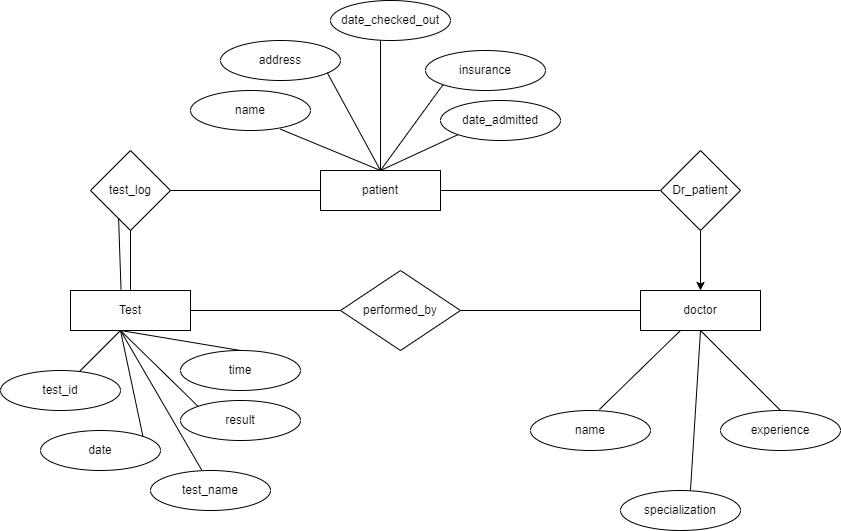 date_checked_out
address
insurance
name
date_admitted
test_log
patient
Dr_patient
Test
performed_by
doctor
time
test_id
result
name
experience
date
test_name
specialization